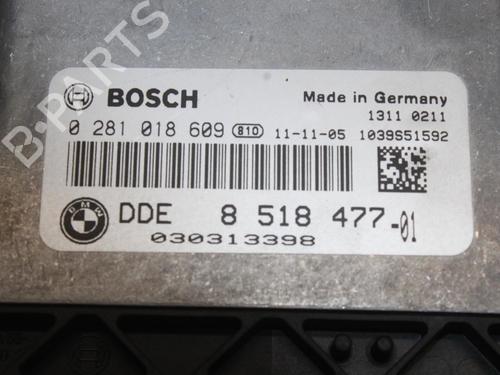 B-PARTS
BOSCH
Made in Germany
1311 0211
0 281 018 609 810 11-11-05 1039S51592
BMW
DDE 8 518 477-01
030313398